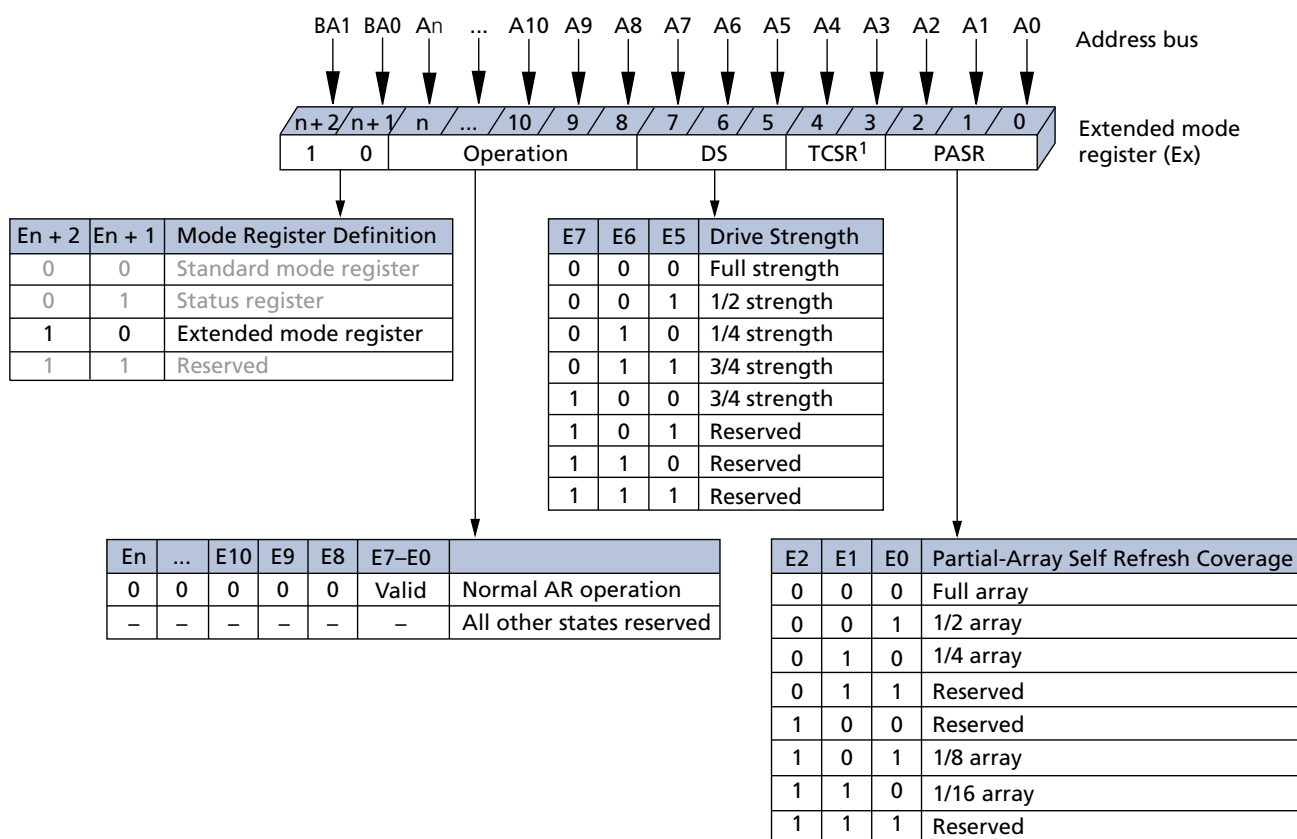 BA1 BA0 An ... A10 A9 A8 A7 A6 A5 A4 A3 A2 A1 A0 Address bus
n + 2 n + 1 n ... 10 9 8 7 6 5 4 3 2 1 0 Extended mode
register (Ex)
1 0 Operation DS TCSR1 PASR
En + 2 En + 1 Mode Register Definition
0 0 Standard mode register
0 1 Status register
1 0 Extended mode register
1 1 Reserved
E7 E6 E5 Drive Strength
0 0 0 Full strength
0 0 1 1/2 strength
0 1 0 1/4 strength
0 1 1 3/4 strength
1 0 0 3/4 strength
1 0 1 Reserved
1 1 0 Reserved
1 1 1 Reserved
En ... E10 E9 E8 E7–E0
0 0 0 0 0 Valid Normal AR operation
– – – – – – All other states reserved
E2 E1 E0 Partial-Array Self Refresh Coverage
0 0 0 Full array
0 0 1 1/2 array
0 1 0 1/4 array
0 1 1 Reserved
1 0 0 Reserved
1 0 1 1/8 array
1 1 0 1/16 array
1 1 1 Reserved